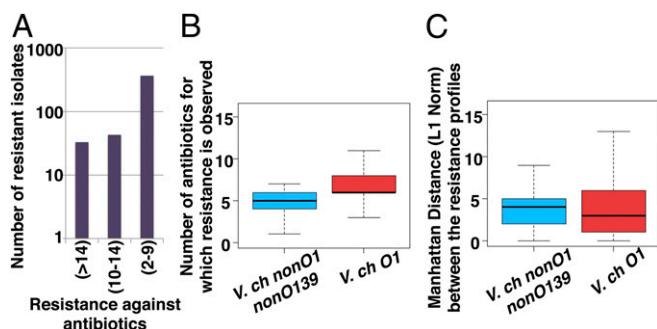 A
Number of resistant isolates
1000
100
10
1
(>14)
(10-14)
(2-9)
Resistance against
antibiotics
B
Number of antibiotics for
which resistance is observed
15
10
5
0
V. ch nonO1
nonO139
V. ch O1
C
Manhattan Distance (L1 Norm)
between the resistance profiles
15
10
5
0
V. ch nonO1
nonO139
V. ch O1